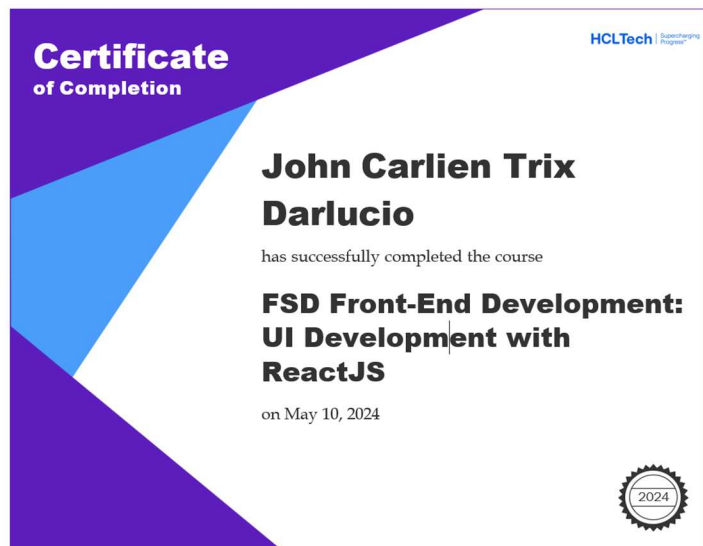 Certificate
of Completion
HCLTech | Supercharging
Progress™
John Carlien Trix
Darlucio
has successfully completed the course
FSD Front-End Development:
UI Development with
ReactJS
on May 10, 2024
2024